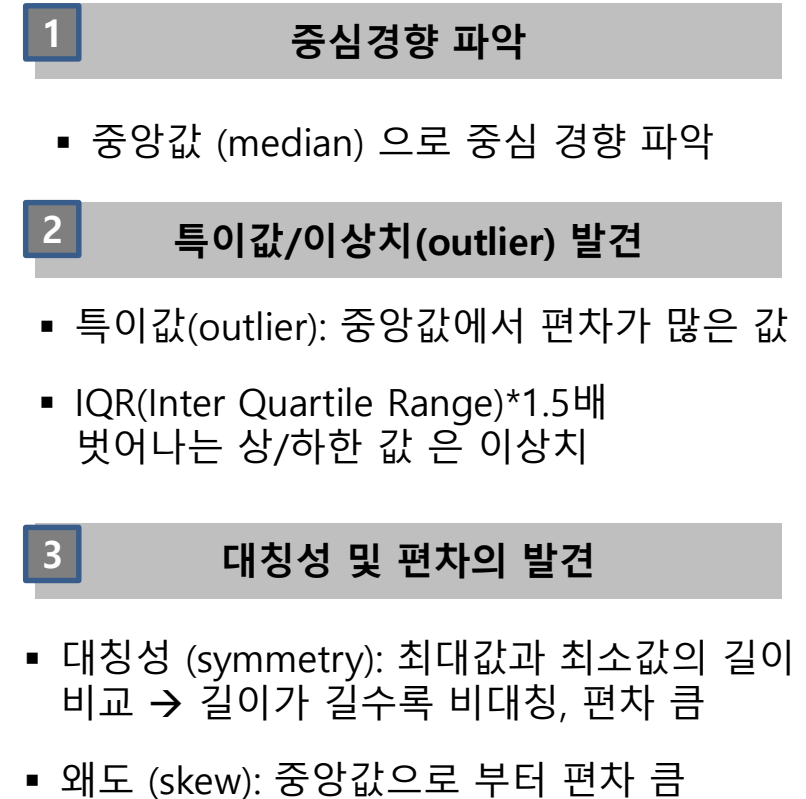 1
중심경향 파악
▪ 중앙값 (median) 으로 중심 경향 파악
2
특이값/이상치(outlier) 발견
▪ 특이값(outlier): 중앙값에서 편차가 많은 값
▪ IQR(Inter Quartile Range)*1.5배
벗어나는 상/하한 값 은 이상치
3
대칭성 및 편차의 발견
▪ 대칭성 (symmetry): 최대값과 최소값의 길이
비교 → 길이가 길수록 비대칭, 편차 큼
▪ 왜도 (skew): 중앙값으로 부터 편차 큼